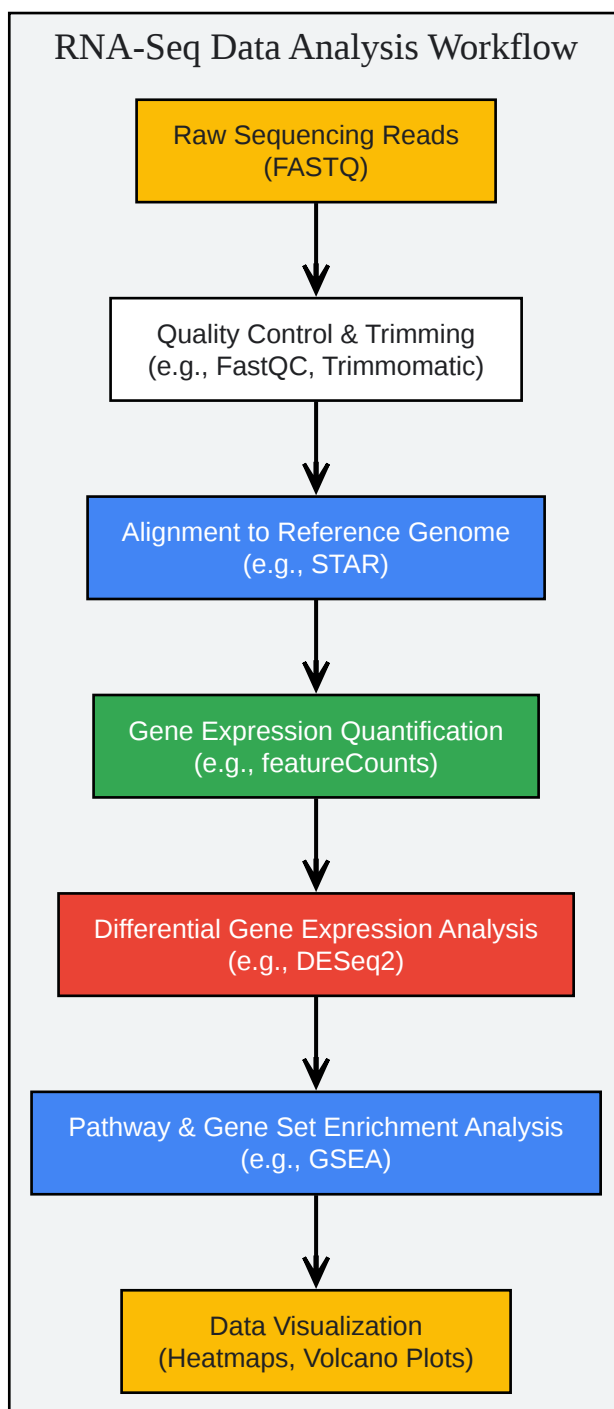 RNA-Seq Data Analysis Workflow
Raw Sequencing Reads
(FASTQ)
Quality Control & Trimming
(e.g., FastQC, Trimmomatic)
Alignment to Reference Genome
(e.g., STAR)
Gene Expression Quantification
(e.g., featureCounts)
Differential Gene Expression Analysis
(e.g., DESeq2)
Pathway & Gene Set Enrichment Analysis
(e.g., GSEA)
Data Visualization
(Heatmaps, Volcano Plots)